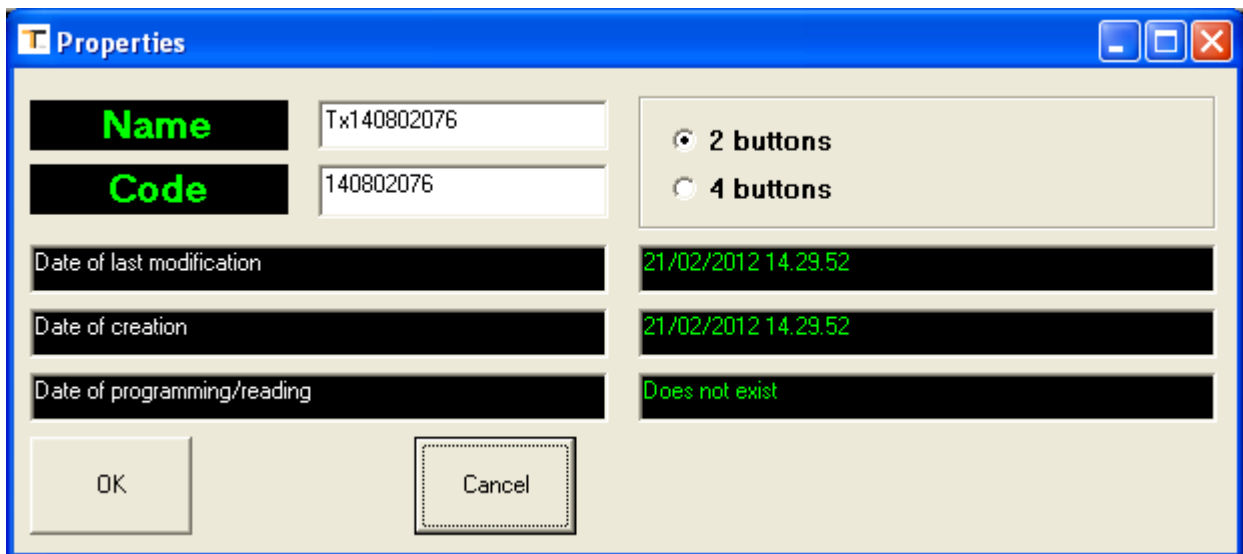 Properties
Name
Tx140802076
Code
140802076
2 buttons
4 buttons
Date of last modification
21/02/2012 14.29.52
Date of creation
21/02/2012 14.29.52
Date of programming/reading
Does not exist
OK
Cancel